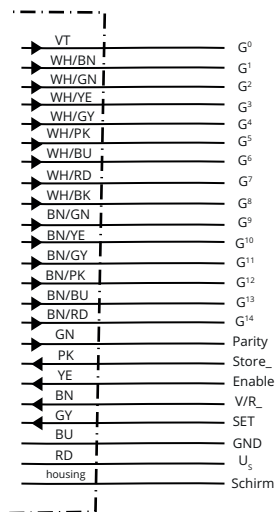 VT G⁰
WH/BN G¹
WH/GN G²
WH/YE G³
WH/GY G⁴
WH/PK G⁵
WH/BU G⁶
WH/RD G⁷
WH/BK G⁸
BN/GN G⁹
BN/YE G¹⁰
BN/GY G¹¹
BN/PK G¹²
BN/BU G¹³
BN/RD G¹⁴
GN Parity
PK Store_
YE Enable
BN V/R_
GY SET
BU GND
RD Uₛ
housing Schirm